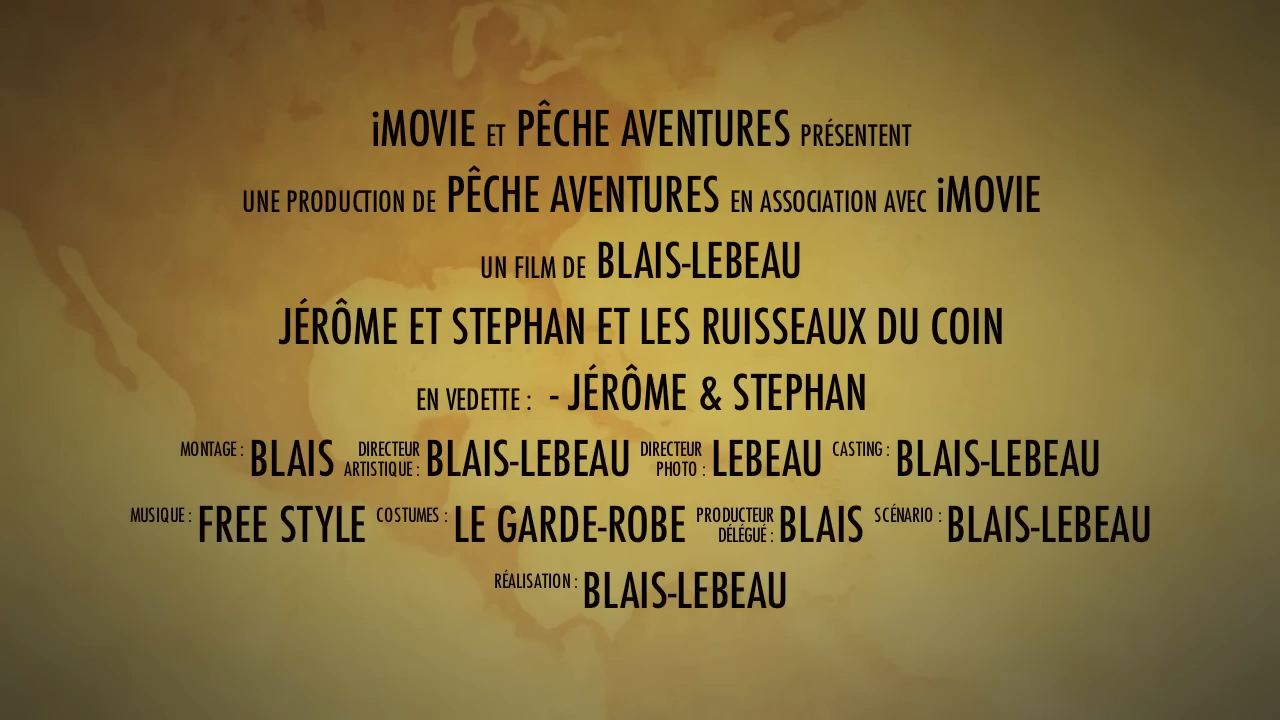 iMOVIE ET PÊCHE AVENTURES PRÉSENTENT
UNE PRODUCTION DE PÊCHE AVENTURES EN ASSOCIATION AVEC iMOVIE
UN FILM DE BLAIS-LEBEAU
JÉRÔME ET STEPHAN ET LES RUISSEAUX DU COIN
EN VEDETTE : - JÉRÔME & STEPHAN
MONTAGE : BLAIS DIRECTEUR ARTISTIQUE : BLAIS-LEBEAU DIRECTEUR PHOTO : LEBEAU CASTING : BLAIS-LEBEAU
MUSIQUE : FREE STYLE COSTUMES : LE GARDE-ROBE PRODUCTEUR DÉLÉGUÉ : BLAIS SCÉNARIO : BLAIS-LEBEAU
RÉALISATION : BLAIS-LEBEAU